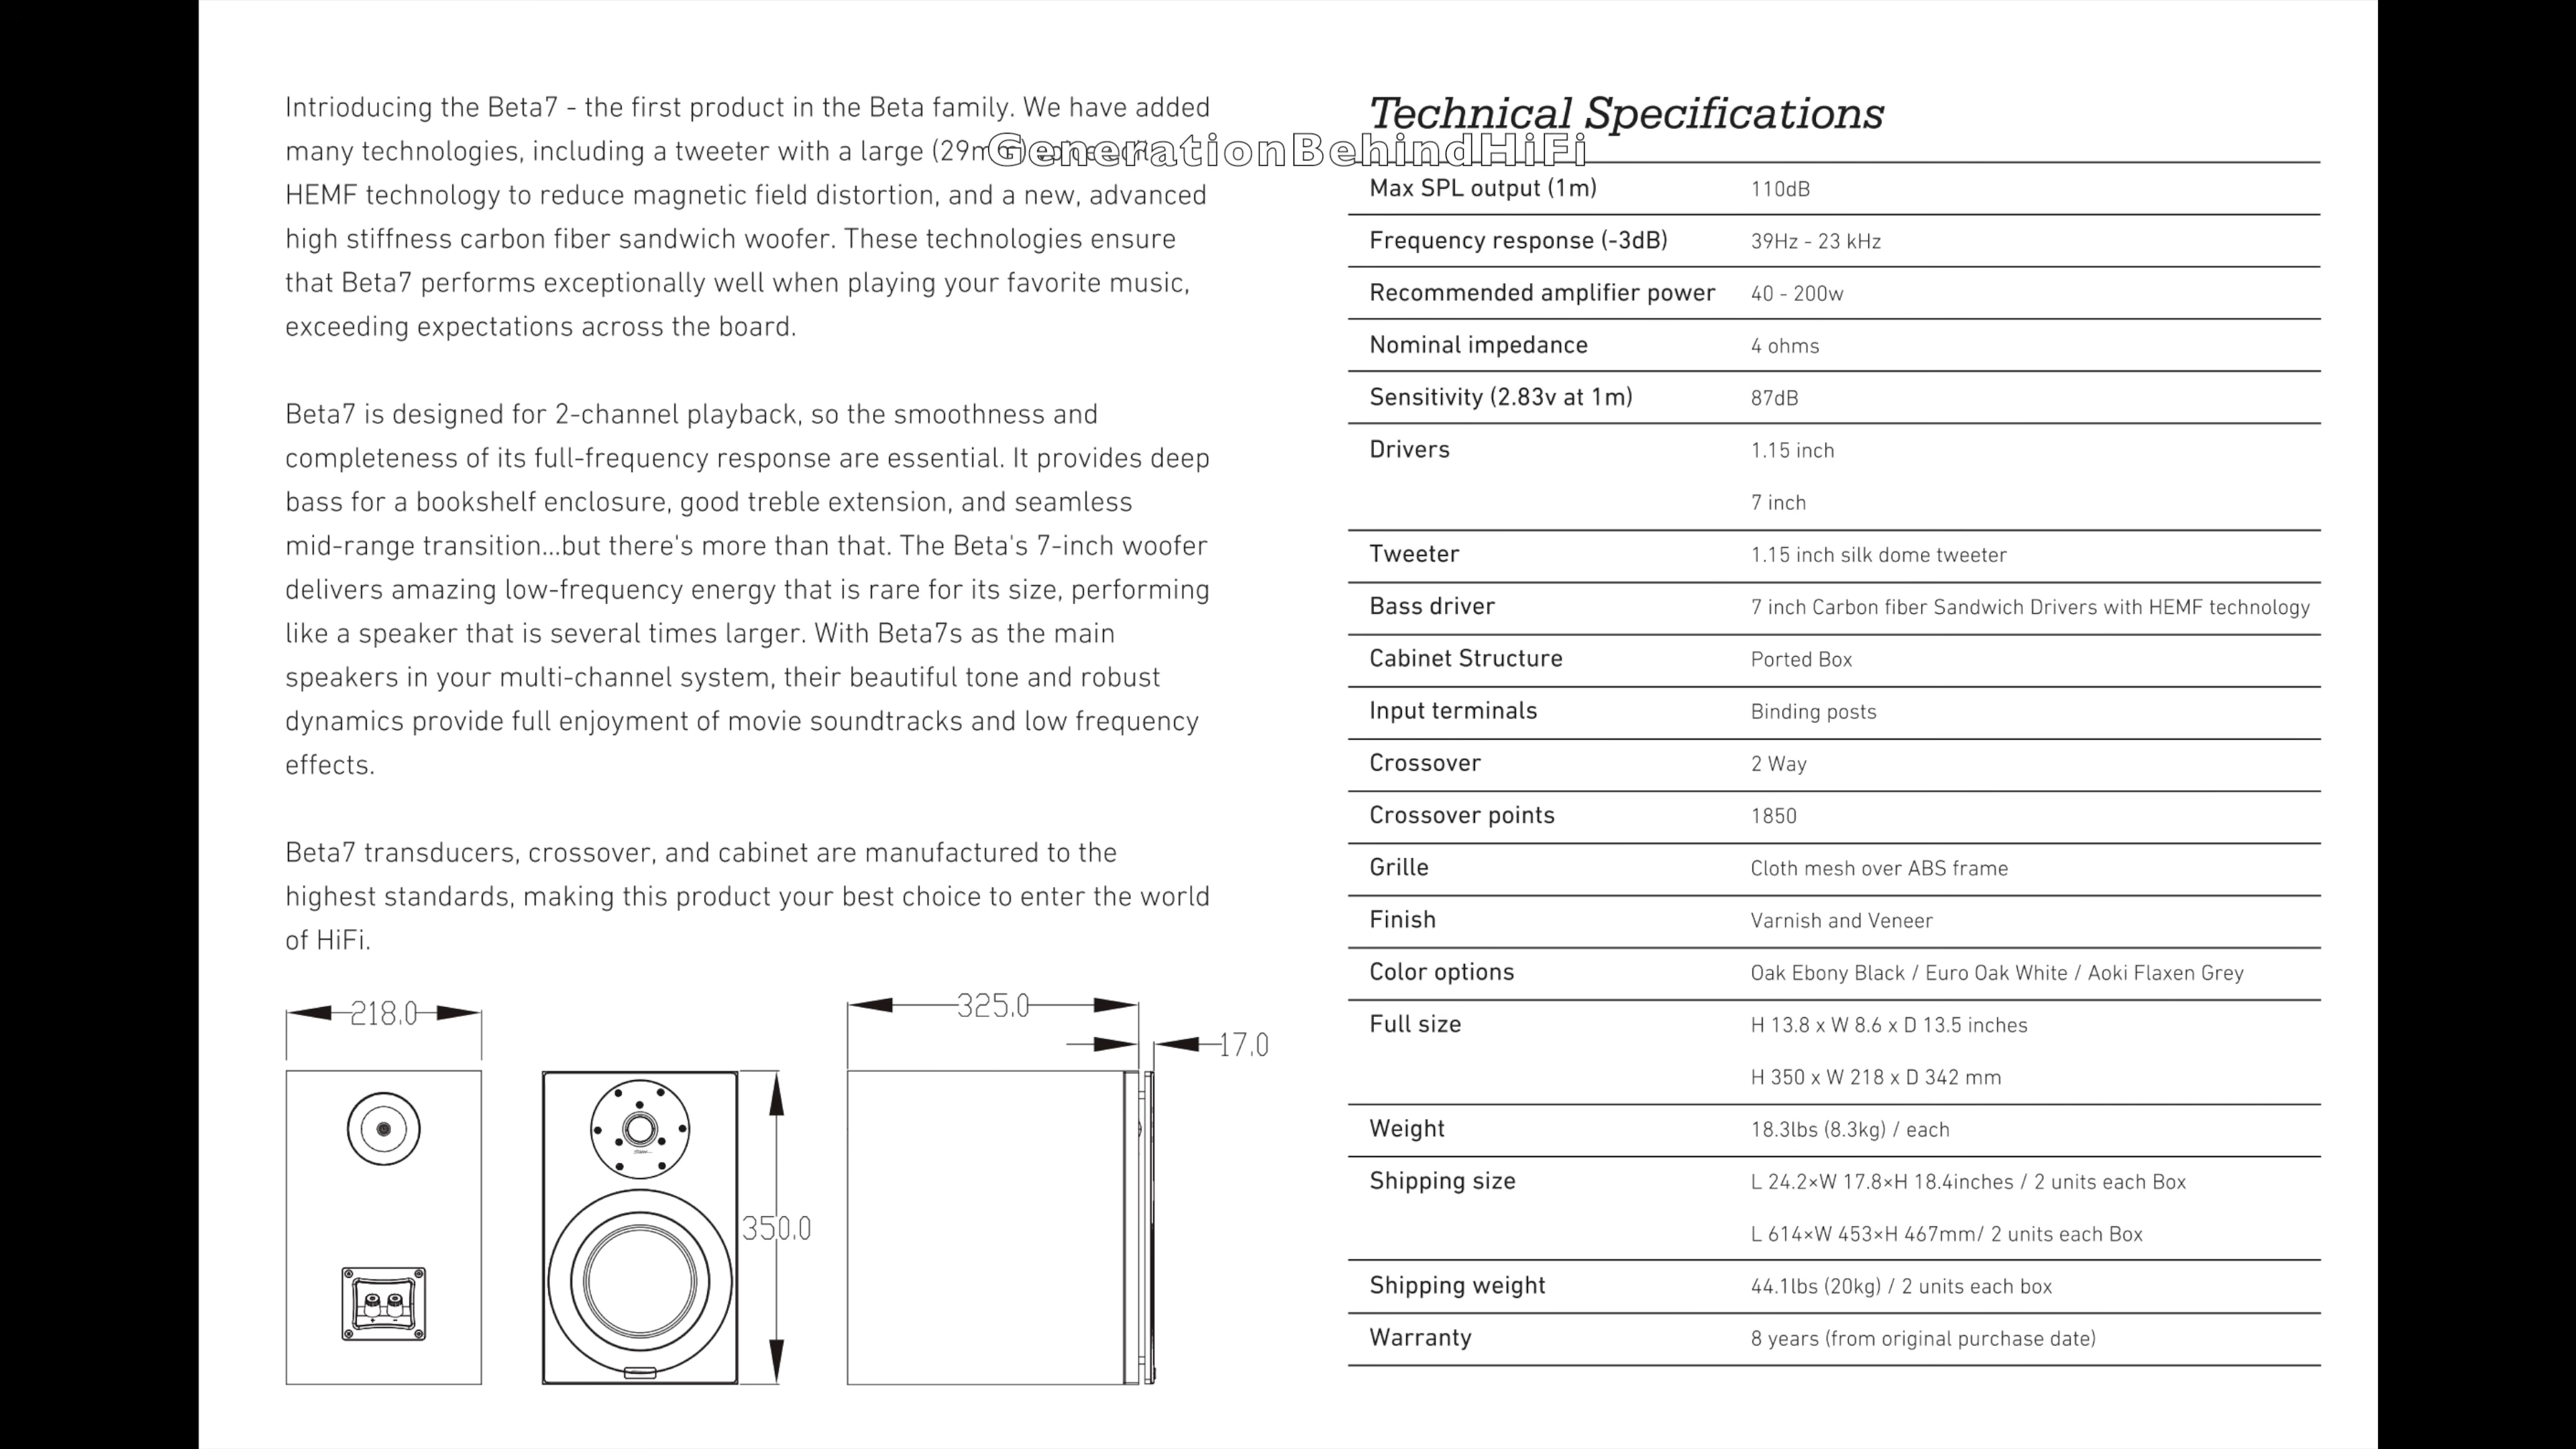 Intrioducing the Beta7 - the first product in the Beta family. We have added
many technologies, including a tweeter with a large (29m
HEMF technology to reduce magnetic field distortion, and a new, advanced
high stiffness carbon fiber sandwich woofer. These technologies ensure
that Beta7 performs exceptionally well when playing your favorite music,
exceeding expectations across the board.
Beta7 is designed for 2-channel playback, so the smoothness and
completeness of its full-frequency response are essential. It provides deep
bass for a bookshelf enclosure, good treble extension, and seamless
mid-range transition...but there's more than that. The Beta's 7-inch woofer
delivers amazing low-frequency energy that is rare for its size, performing
like a speaker that is several times larger. With Beta7s as the main
speakers in your multi-channel system, their beautiful tone and robust
dynamics provide full enjoyment of movie soundtracks and low frequency
effects.
Beta7 transducers, crossover, and cabinet are manufactured to the
highest standards, making this product your best choice to enter the world
of HiFi.
218.0
325.0
17.0
350.0
GenerationBehindHiFi
Technical Specifications
Max SPL output (1m) 110dB
Frequency response (-3dB) 39Hz - 23 kHz
Recommended amplifier power 40 - 200w
Nominal impedance 4 ohms
Sensitivity (2.83v at 1m) 87dB
Drivers 1.15 inch
7 inch
Tweeter 1.15 inch silk dome tweeter
Bass driver 7 inch Carbon fiber Sandwich Drivers with HEMF technology
Cabinet Structure Ported Box
Input terminals Binding posts
Crossover 2 Way
Crossover points 1850
Grille Cloth mesh over ABS frame
Finish Varnish and Veneer
Color options Oak Ebony Black / Euro Oak White / Aoki Flaxen Grey
Full size H 13.8 x W 8.6 x D 13.5 inches
H 350 x W 218 x D 342 mm
Weight 18.3lbs (8.3kg) / each
Shipping size L 24.2×W 17.8×H 18.4inches / 2 units each Box
L 614×W 453×H 467mm/ 2 units each Box
Shipping weight 44.1lbs (20kg) / 2 units each box
Warranty 8 years (from original purchase date)